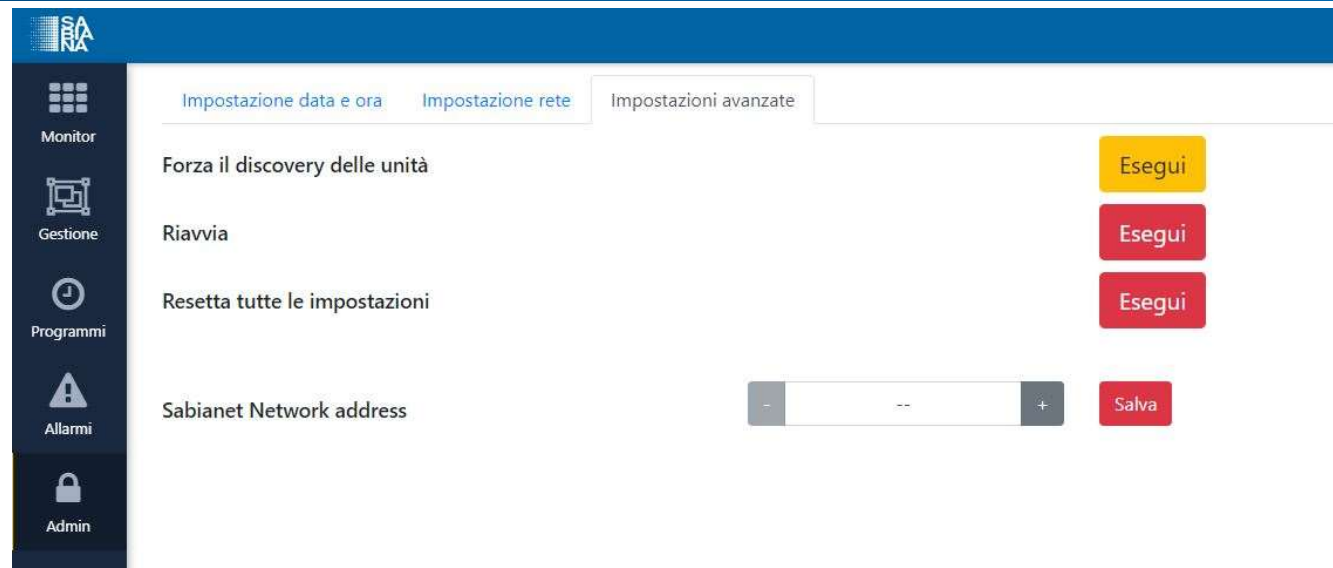 SA
BIA
NA
Monitor
Gestione
Programmi
Allarmi
Admin
Impostazione data e ora Impostazione rete Impostazioni avanzate
Forza il discovery delle unità Esegui
Riavvia Esegui
Resetta tutte le impostazioni Esegui
Sabianet Network address - -- + Salva